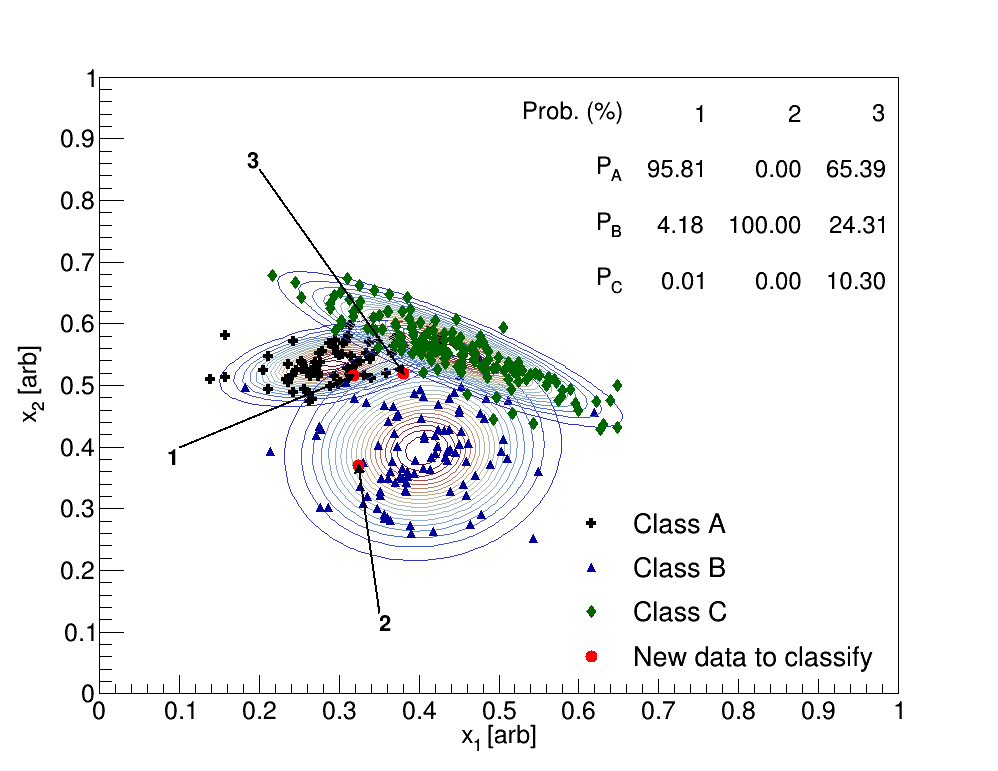 Prob. (%) 1 2 3
P_A 95.81 0.00 65.39
P_B 4.18 100.00 24.31
P_C 0.01 0.00 10.30
1
0.9
0.8
0.7
0.6
0.5
0.4
0.3
0.2
0.1
0
x_2 [arb]
3
1
2
Class A
Class B
Class C
New data to classify
0 0.1 0.2 0.3 0.4 0.5 0.6 0.7 0.8 0.9 1
x_1 [arb]